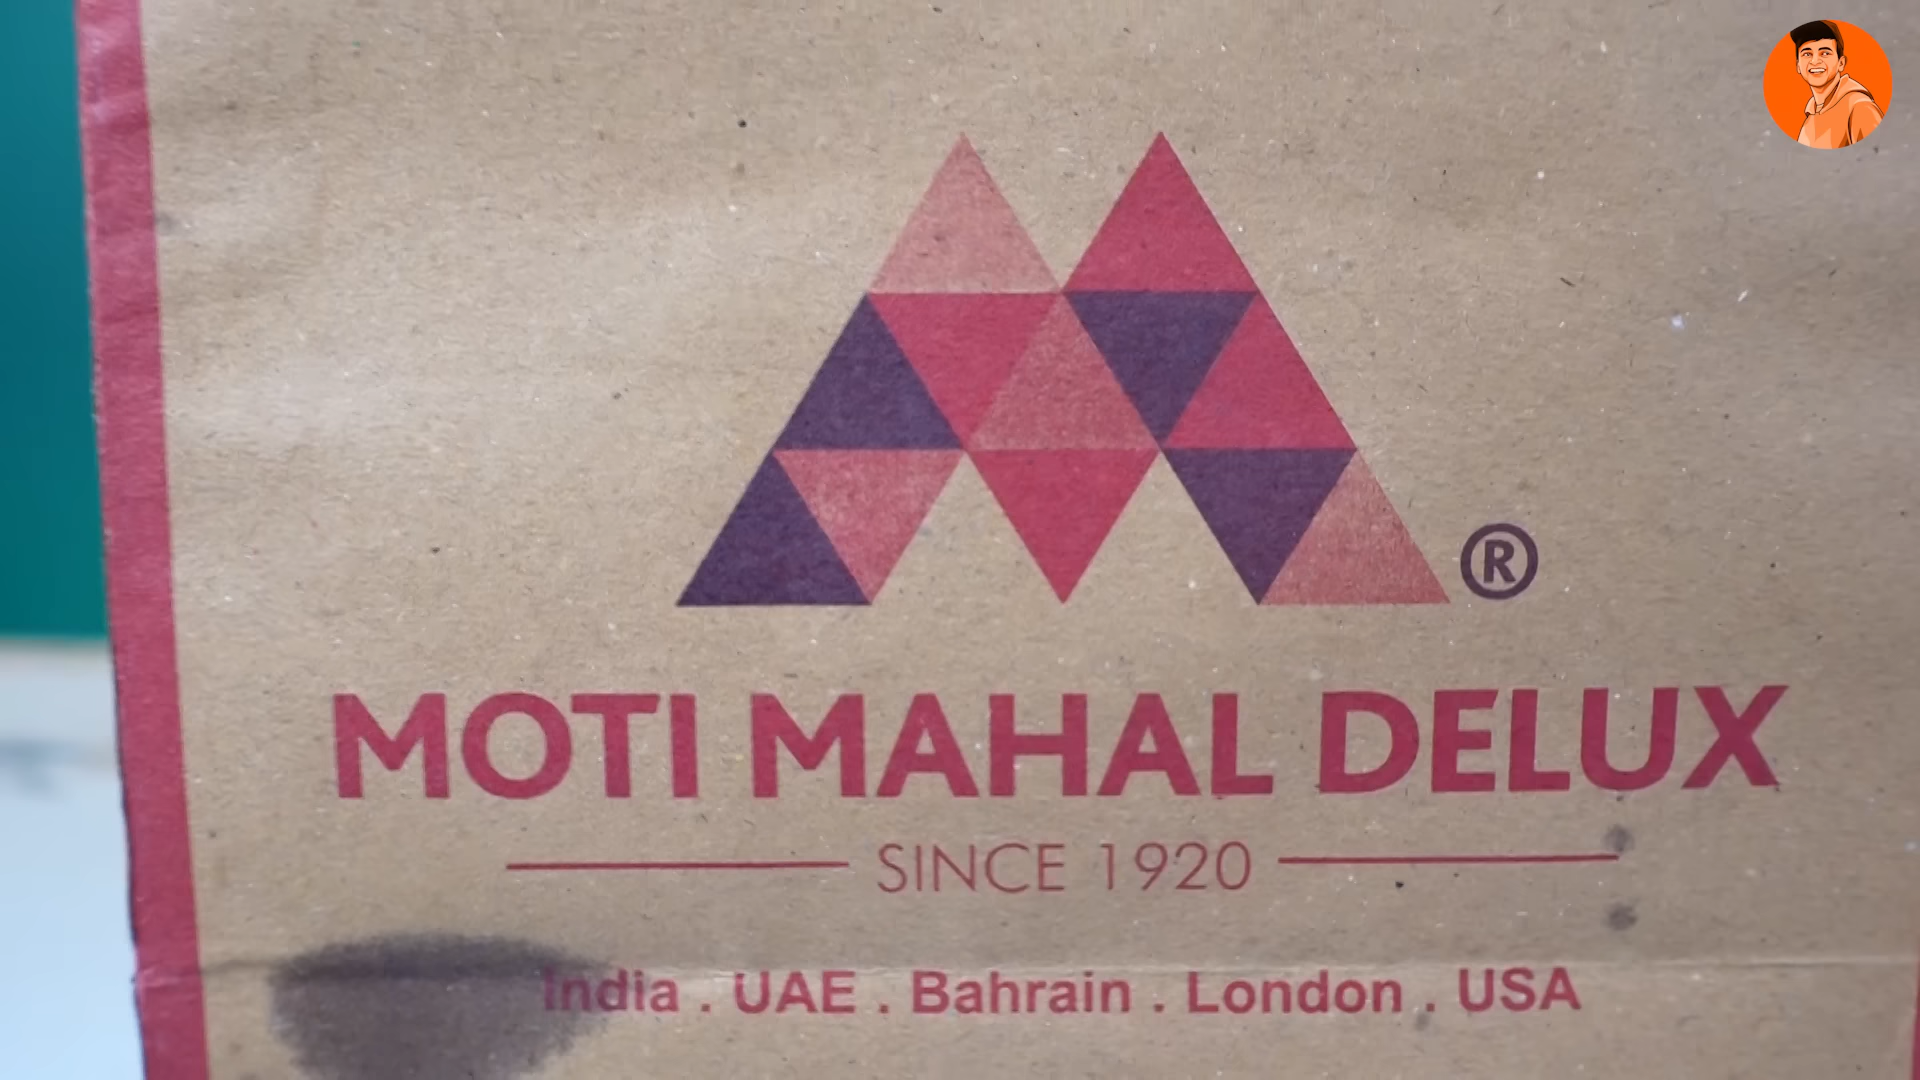 ®
MOTI MAHAL DELUX
SINCE 1920
India . UAE . Bahrain . London . USA